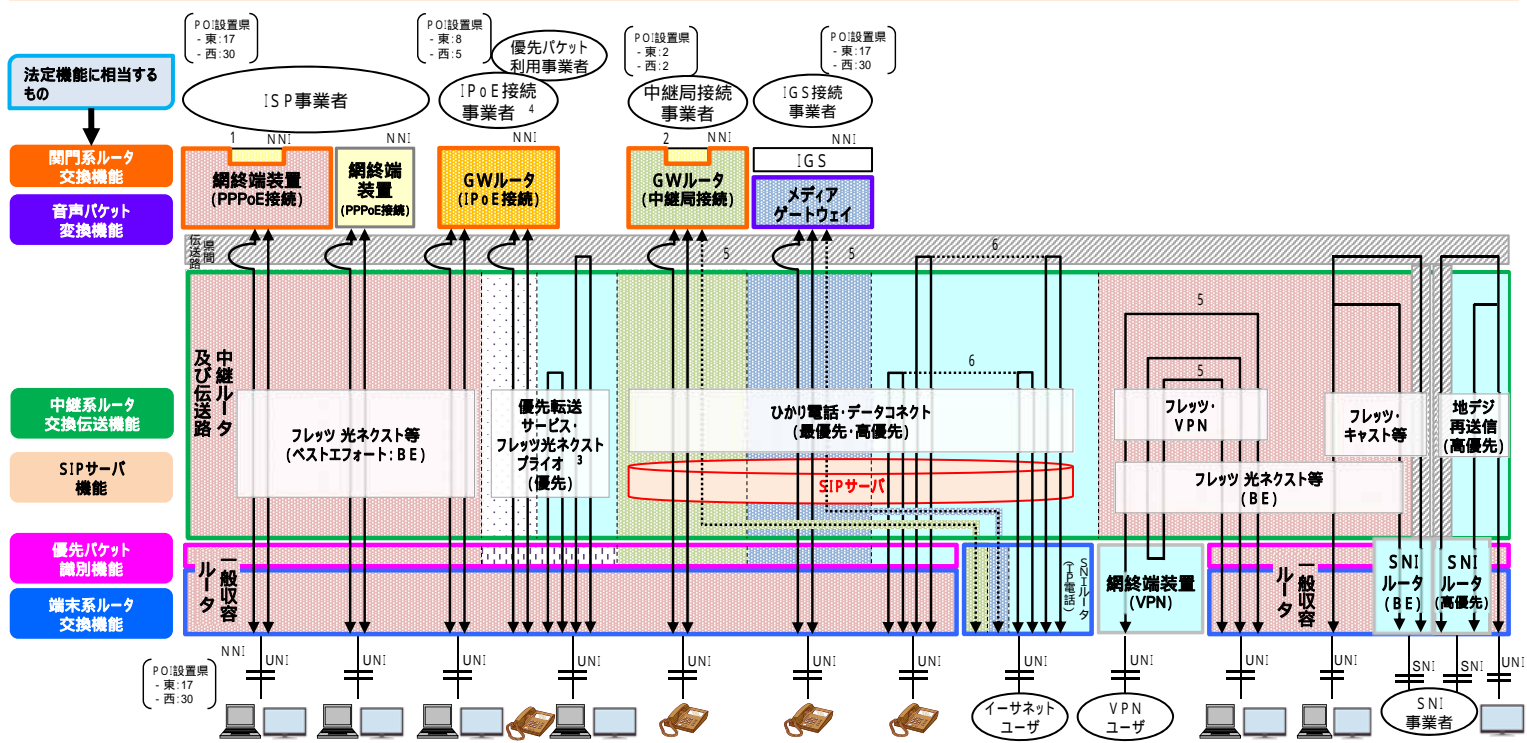 POI設置県
- 東:17
- 西:30
POI設置県
- 東:8
- 西:5
優先パケット
利用事業者
POI設置県
- 東:2
- 西:2
POI設置県
- 東:17
- 西:30
法定機能に相当する
もの
ISP事業者
IPoE接続
事業者 4
中継局接続
事業者
IGS接続
事業者
1 NNI
NNI
NNI
2 NNI
NNI
関門系ルータ
交換機能
網終端装置
(PPPoE接続)
網終端
装置
(PPPoE接続)
GWルータ
(IPoE接続)
GWルータ
(中継局接続)
IGS
メディア
ゲートウェイ
音声パケット
変換機能
県間
伝送路
5
5
6
5
6
5
中継ルータ
及び伝送路
中継系ルータ
交換伝送機能
フレッツ 光ネクスト等
(ベストエフォート:BE)
優先転送
サービス・
フレッツ光ネクスト
プライオ 3
(優先)
ひかり電話・データコネクト
(最優先・高優先)
フレッツ・
VPN
フレッツ・
キャスト等
地デジ
再送信
(高優先)
SIPサーバ
機能
SIPサーバ
フレッツ 光ネクスト等
(BE)
優先パケット
識別機能
端末系ルータ
交換機能
一般収容
ルータ
SNIルータ
(IP電話)
網終端装置
(VPN)
一般収容
ルータ
SNI
ルータ
(BE)
SNI
ルータ
(高優先)
POI設置県
- 東:17
- 西:30
NNI
UNI
UNI
UNI
UNI
UNI
UNI
UNI
UNI
UNI
UNI
UNI
SNI
SNI
UNI
イーサネット
ユーザ
VPN
ユーザ
SNI
事業者